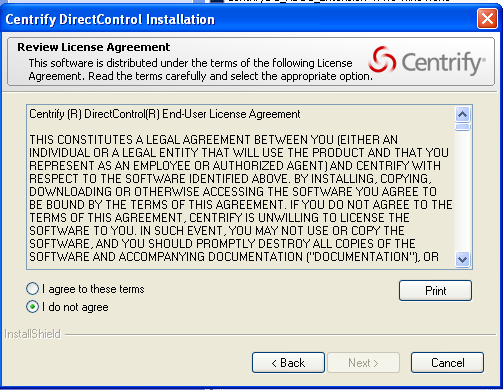 Centrify DirectControl Installation
Review License Agreement
This software is distributed under the terms of the following License
Agreement. Read the terms carefully and select the appropriate option.
Centrify®
Centrify (R) DirectControl(R) End-User License Agreement
THIS CONSTITUTES A LEGAL AGREEMENT BETWEEN YOU (EITHER AN
INDIVIDUAL OR A LEGAL ENTITY THAT WILL USE THE PRODUCT AND THAT YOU
REPRESENT AS AN EMPLOYEE OR AUTHORIZED AGENT) AND CENTRIFY WITH
RESPECT TO THE SOFTWARE IDENTIFIED ABOVE. BY INSTALLING, COPYING,
DOWNLOADING OR OTHERWISE ACCESSING THE SOFTWARE YOU AGREE TO
BE BOUND BY THE TERMS OF THIS AGREEMENT. IF YOU DO NOT AGREE TO THE
TERMS OF THIS AGREEMENT, CENTRIFY IS UNWILLING TO LICENSE THE
SOFTWARE TO YOU. IN SUCH EVENT, YOU MAY NOT USE OR COPY THE
SOFTWARE, AND YOU SHOULD PROMPTLY DESTROY ALL COPIES OF THE
SOFTWARE AND ACCOMPANYING DOCUMENTATION ("DOCUMENTATION"), OR
I agree to these terms
I do not agree
Print
InstallShield
< Back
Next >
Cancel